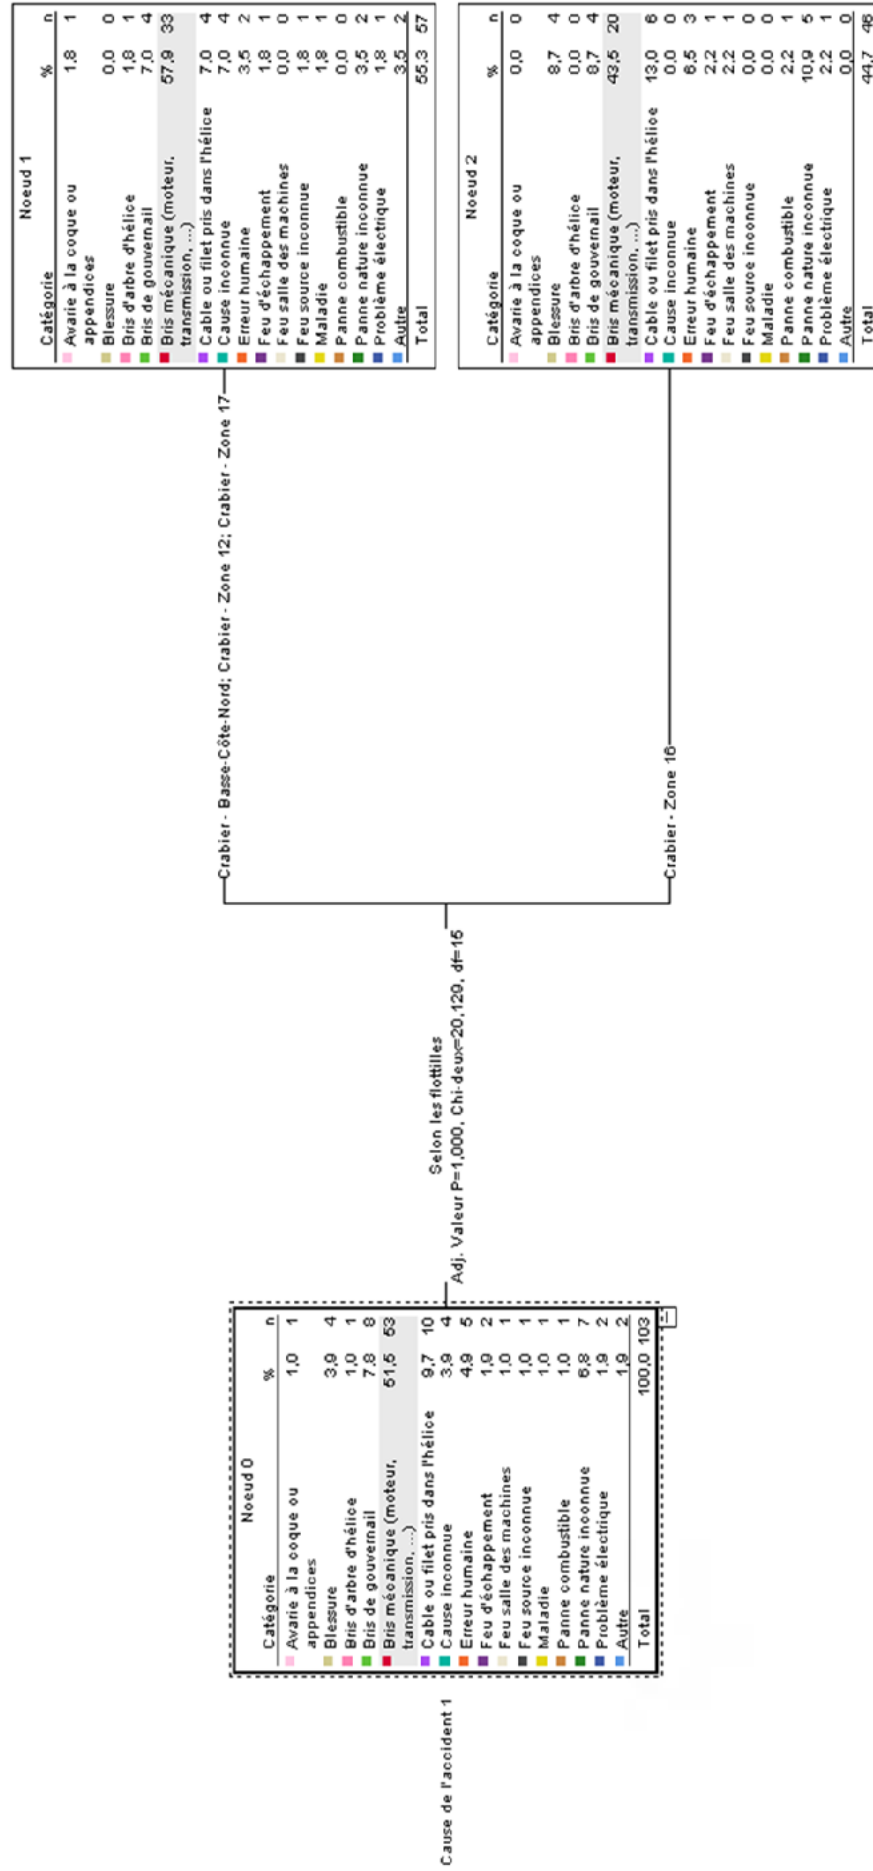 Cause de l'accident 1
Noeud 0
Catégorie % n
Avarie à la coque ou 1,0 1
appendices
Blessure 3,9 4
Bris d'arbre d'hélice 1,0 1
Bris de gouvernail 7,8 8
Bris mécanique (moteur, 51,5 53
transmission, ...)
Cable ou filet pris dans l'hélice 9,7 10
Cause inconnue 3,9 4
Erreur humaine 4,9 5
Feu d'échappement 1,9 2
Feu salle des machines 1,0 1
Feu source inconnue 1,0 1
Maladie 1,0 1
Panne combustible 1,0 1
Panne nature inconnue 6,8 7
Problème électrique 1,9 2
Autre 1,9 2
Total 100,0 103
Selon les flottilles
Adj. Valeur P=1,000, Chi-deux=20,129, df=15
Crabier - Basse-Côte-Nord; Crabier - Zone 12; Crabier - Zone 17
Noeud 1
Catégorie % n
Avarie à la coque ou 1,8 1
appendices
Blessure 0,0 0
Bris d'arbre d'hélice 1,8 1
Bris de gouvernail 7,0 4
Bris mécanique (moteur, 57,9 33
transmission, ...)
Cable ou filet pris dans l'hélice 7,0 4
Cause inconnue 7,0 4
Erreur humaine 3,5 2
Feu d'échappement 1,8 1
Feu salle des machines 0,0 0
Feu source inconnue 1,8 1
Maladie 1,8 1
Panne combustible 0,0 0
Panne nature inconnue 3,5 2
Problème électrique 1,8 1
Autre 3,5 2
Total 55,3 57
Crabier - Zone 16
Noeud 2
Catégorie % n
Avarie à la coque ou 0,0 0
appendices
Blessure 8,7 4
Bris d'arbre d'hélice 0,0 0
Bris de gouvernail 8,7 4
Bris mécanique (moteur, 43,5 20
transmission, ...)
Cable ou filet pris dans l'hélice 13,0 6
Cause inconnue 0,0 0
Erreur humaine 6,5 3
Feu d'échappement 2,2 1
Feu salle des machines 2,2 1
Feu source inconnue 0,0 0
Maladie 0,0 0
Panne combustible 2,2 1
Panne nature inconnue 10,9 5
Problème électrique 2,2 1
Autre 0,0 0
Total 44,7 46